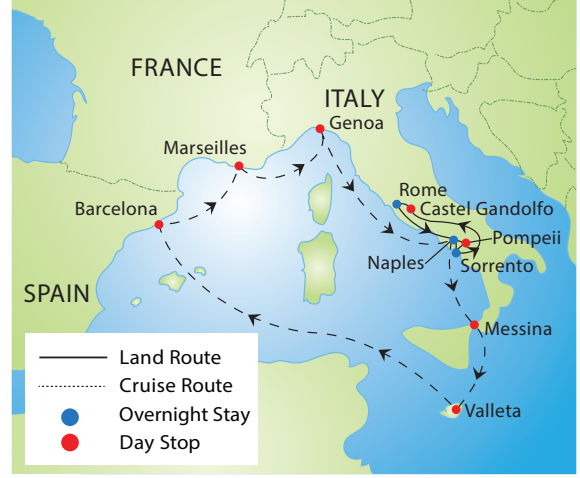 FRANCE
ITALY
Genoa
Marseilles
Rome
Castel Gandolfo
Barcelona
Pompeii
Naples
Sorrento
SPAIN
Messina
Valleta
Land Route
Cruise Route
Overnight Stay
Day Stop